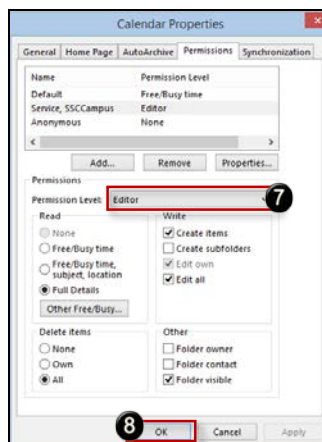 Calendar Properties
General Home Page AutoArchive Permissions Synchronization
Name Permission Level
Default Free/Busy time
Service, SSCCampus Editor
Anonymous None
Add... Remove Properties...
Permissions
Permission Level: Editor 7
Read Write
None Create items
Free/Busy time Create subfolders
Free/Busy time, subject, location Edit own
Full Details Edit all
Other Free/Busy...
Delete items Other
None Folder owner
Own Folder contact
All Folder visible
8 OK Cancel Apply